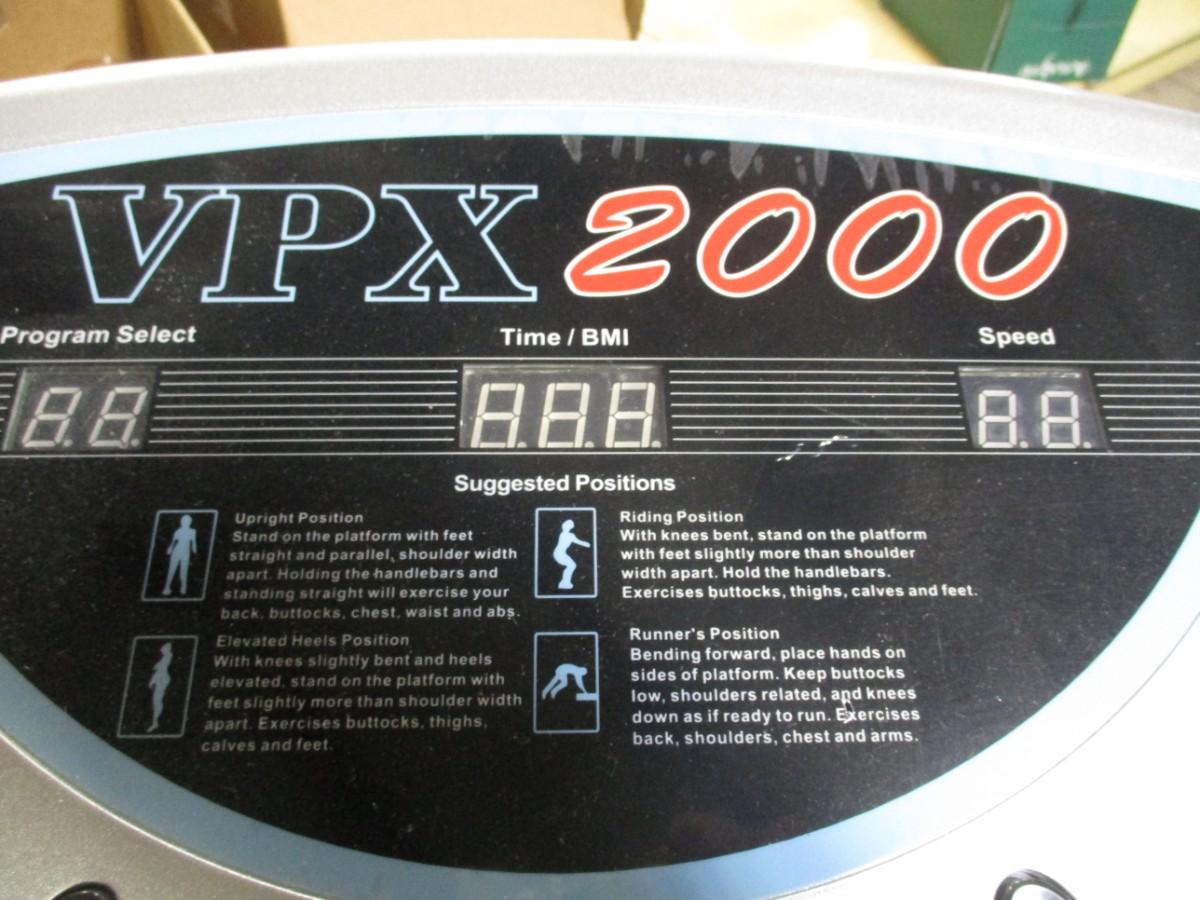 VPX 2000
Program Select
Time / BMI
Speed
Suggested Positions
Upright Position
Stand on the platform with feet
straight and parallel, shoulder width
apart. Holding the handlebars and
standing straight will exercise your
back, buttocks, chest, waist and abs.
Riding Position
With knees bent, stand on the platform
with feet slightly more than shoulder
width apart. Hold the handlebars.
Exercises buttocks, thighs, calves and feet.
Elevated Heels Position
With knees slightly bent and heels
elevated, stand on the platform with
feet slightly more than shoulder width
apart. Exercises buttocks, thighs,
calves and feet.
Runner's Position
Bending forward, place hands on
sides of platform. Keep buttocks
low, shoulders related, and knees
down as if ready to run. Exercises
back, shoulders, chest and arms.